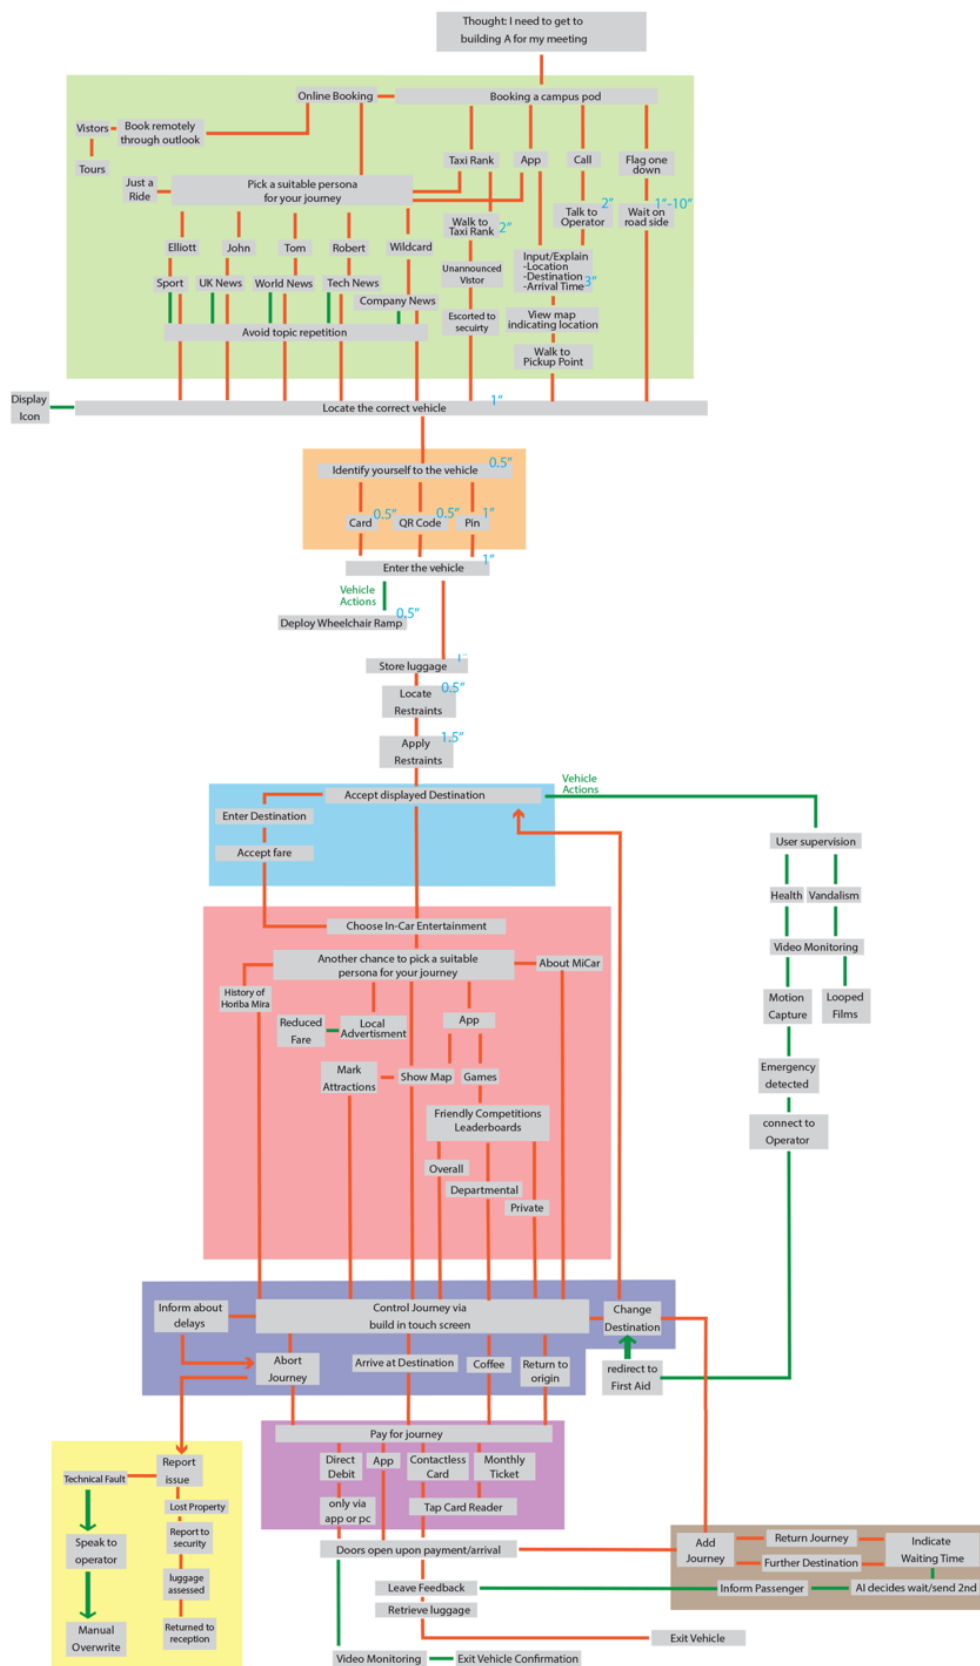 Thought: I need to get to
building A for my meeting
Online Booking
Booking a campus pod
Vistors
Book remotely
through outlook
Tours
Taxi Rank
App
Call
Flag one
down
Just a
Ride
Pick a suitable persona
for your journey
Walk to
Taxi Rank
2"
Talk to
Operator
2"
Wait on
road side
1"-10"
Elliott
John
Tom
Robert
Wildcard
Input/Explain
-Location
-Destination
-Arrival Time
3"
Unannounced
Vistor
Sport
UK News
World News
Tech News
Company News
Escorted to
secuirty
View map
indicating location
Avoid topic repetition
Walk to
Pickup Point
Display
Icon
Locate the correct vehicle
1"
Identify yourself to the vehicle
0.5"
Card
0.5"
QR Code
0.5"
Pin
1"
Enter the vehicle
1"
Vehicle
Actions
Deploy Wheelchair Ramp
0.5"
Store luggage
1"
Locate
Restraints
0.5"
Apply
Restraints
1.5"
Accept displayed Destination
Vehicle
Actions
Enter Destination
Accept fare
User supervision
Health
Vandalism
Video Monitoring
Motion
Capture
Looped
Films
Emergency
detected
connect to
Operator
Choose In-Car Entertainment
Another chance to pick a suitable
persona for your journey
About MiCar
History of
Horiba Mira
Reduced
Fare
Local
Advertisment
App
Mark
Attractions
Show Map
Games
Friendly Competitions
Leaderboards
Overall
Departmental
Private
Inform about
delays
Control Journey via
build in touch screen
Change
Destination
Abort
Journey
Arrive at Destination
Coffee
Return to
origin
redirect to
First Aid
Pay for journey
Direct
Debit
App
Contactless
Card
Monthly
Ticket
only via
app or pc
Tap Card Reader
Report
issue
Technical Fault
Lost Property
Speak to
operator
Report to
security
luggage
assessed
Manual
Overwrite
Returned to
reception
Doors open upon payment/arrival
Add
Journey
Return Journey
Further Destination
Indicate
Waiting Time
Leave Feedback
Inform Passenger
AI decides wait/send 2nd
Retrieve luggage
Exit Vehicle
Video Monitoring
Exit Vehicle Confirmation